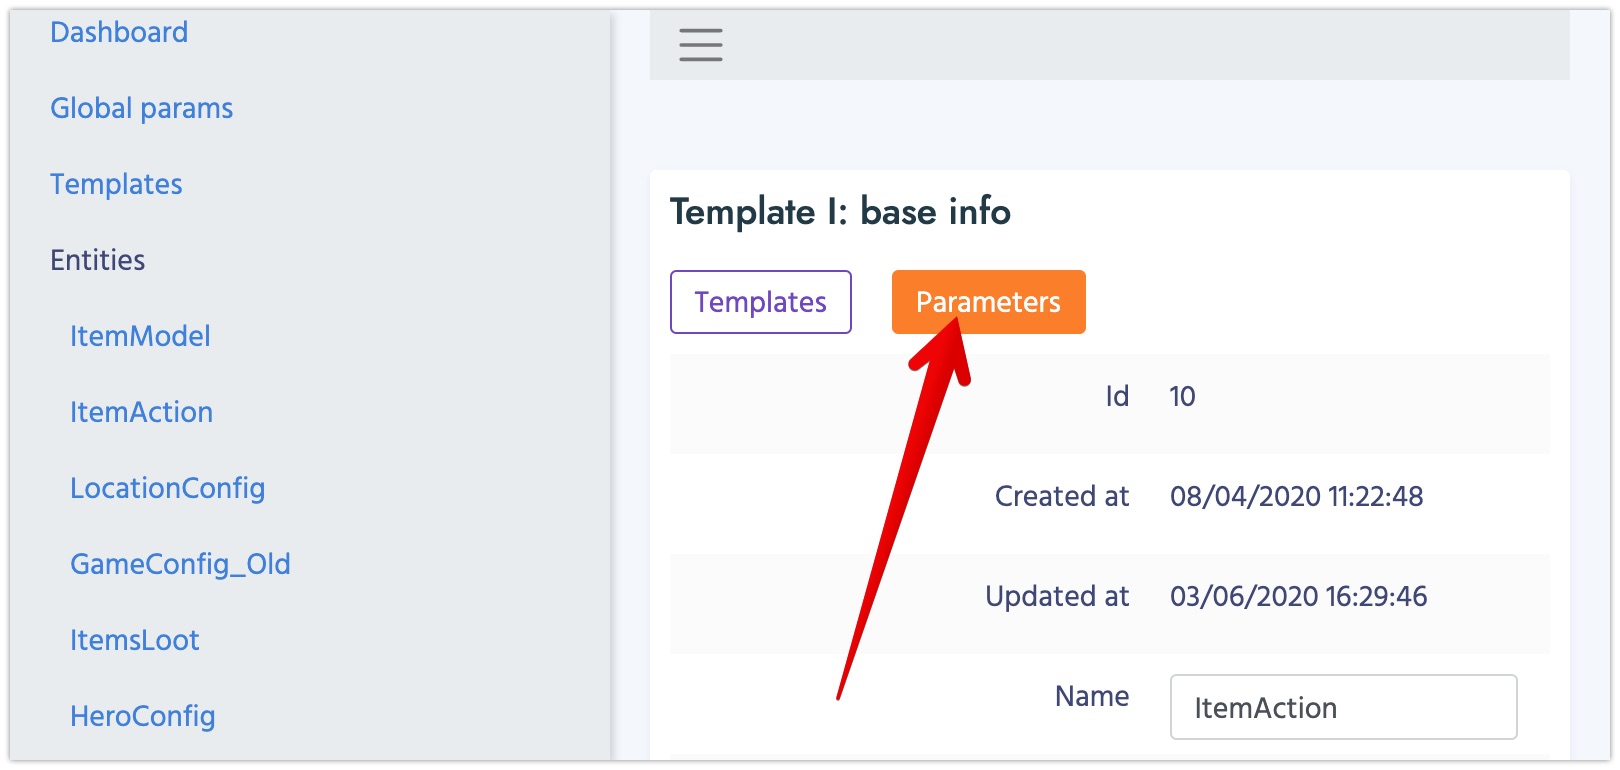 Dashboard
Global params
Templates
Entities
ItemModel
ItemAction
LocationConfig
GameConfig_Old
ItemsLoot
HeroConfig
Template I: base info
Templates
Parameters
Id 10
Created at 08/04/2020 11:22:48
Updated at 03/06/2020 16:29:46
Name ItemAction